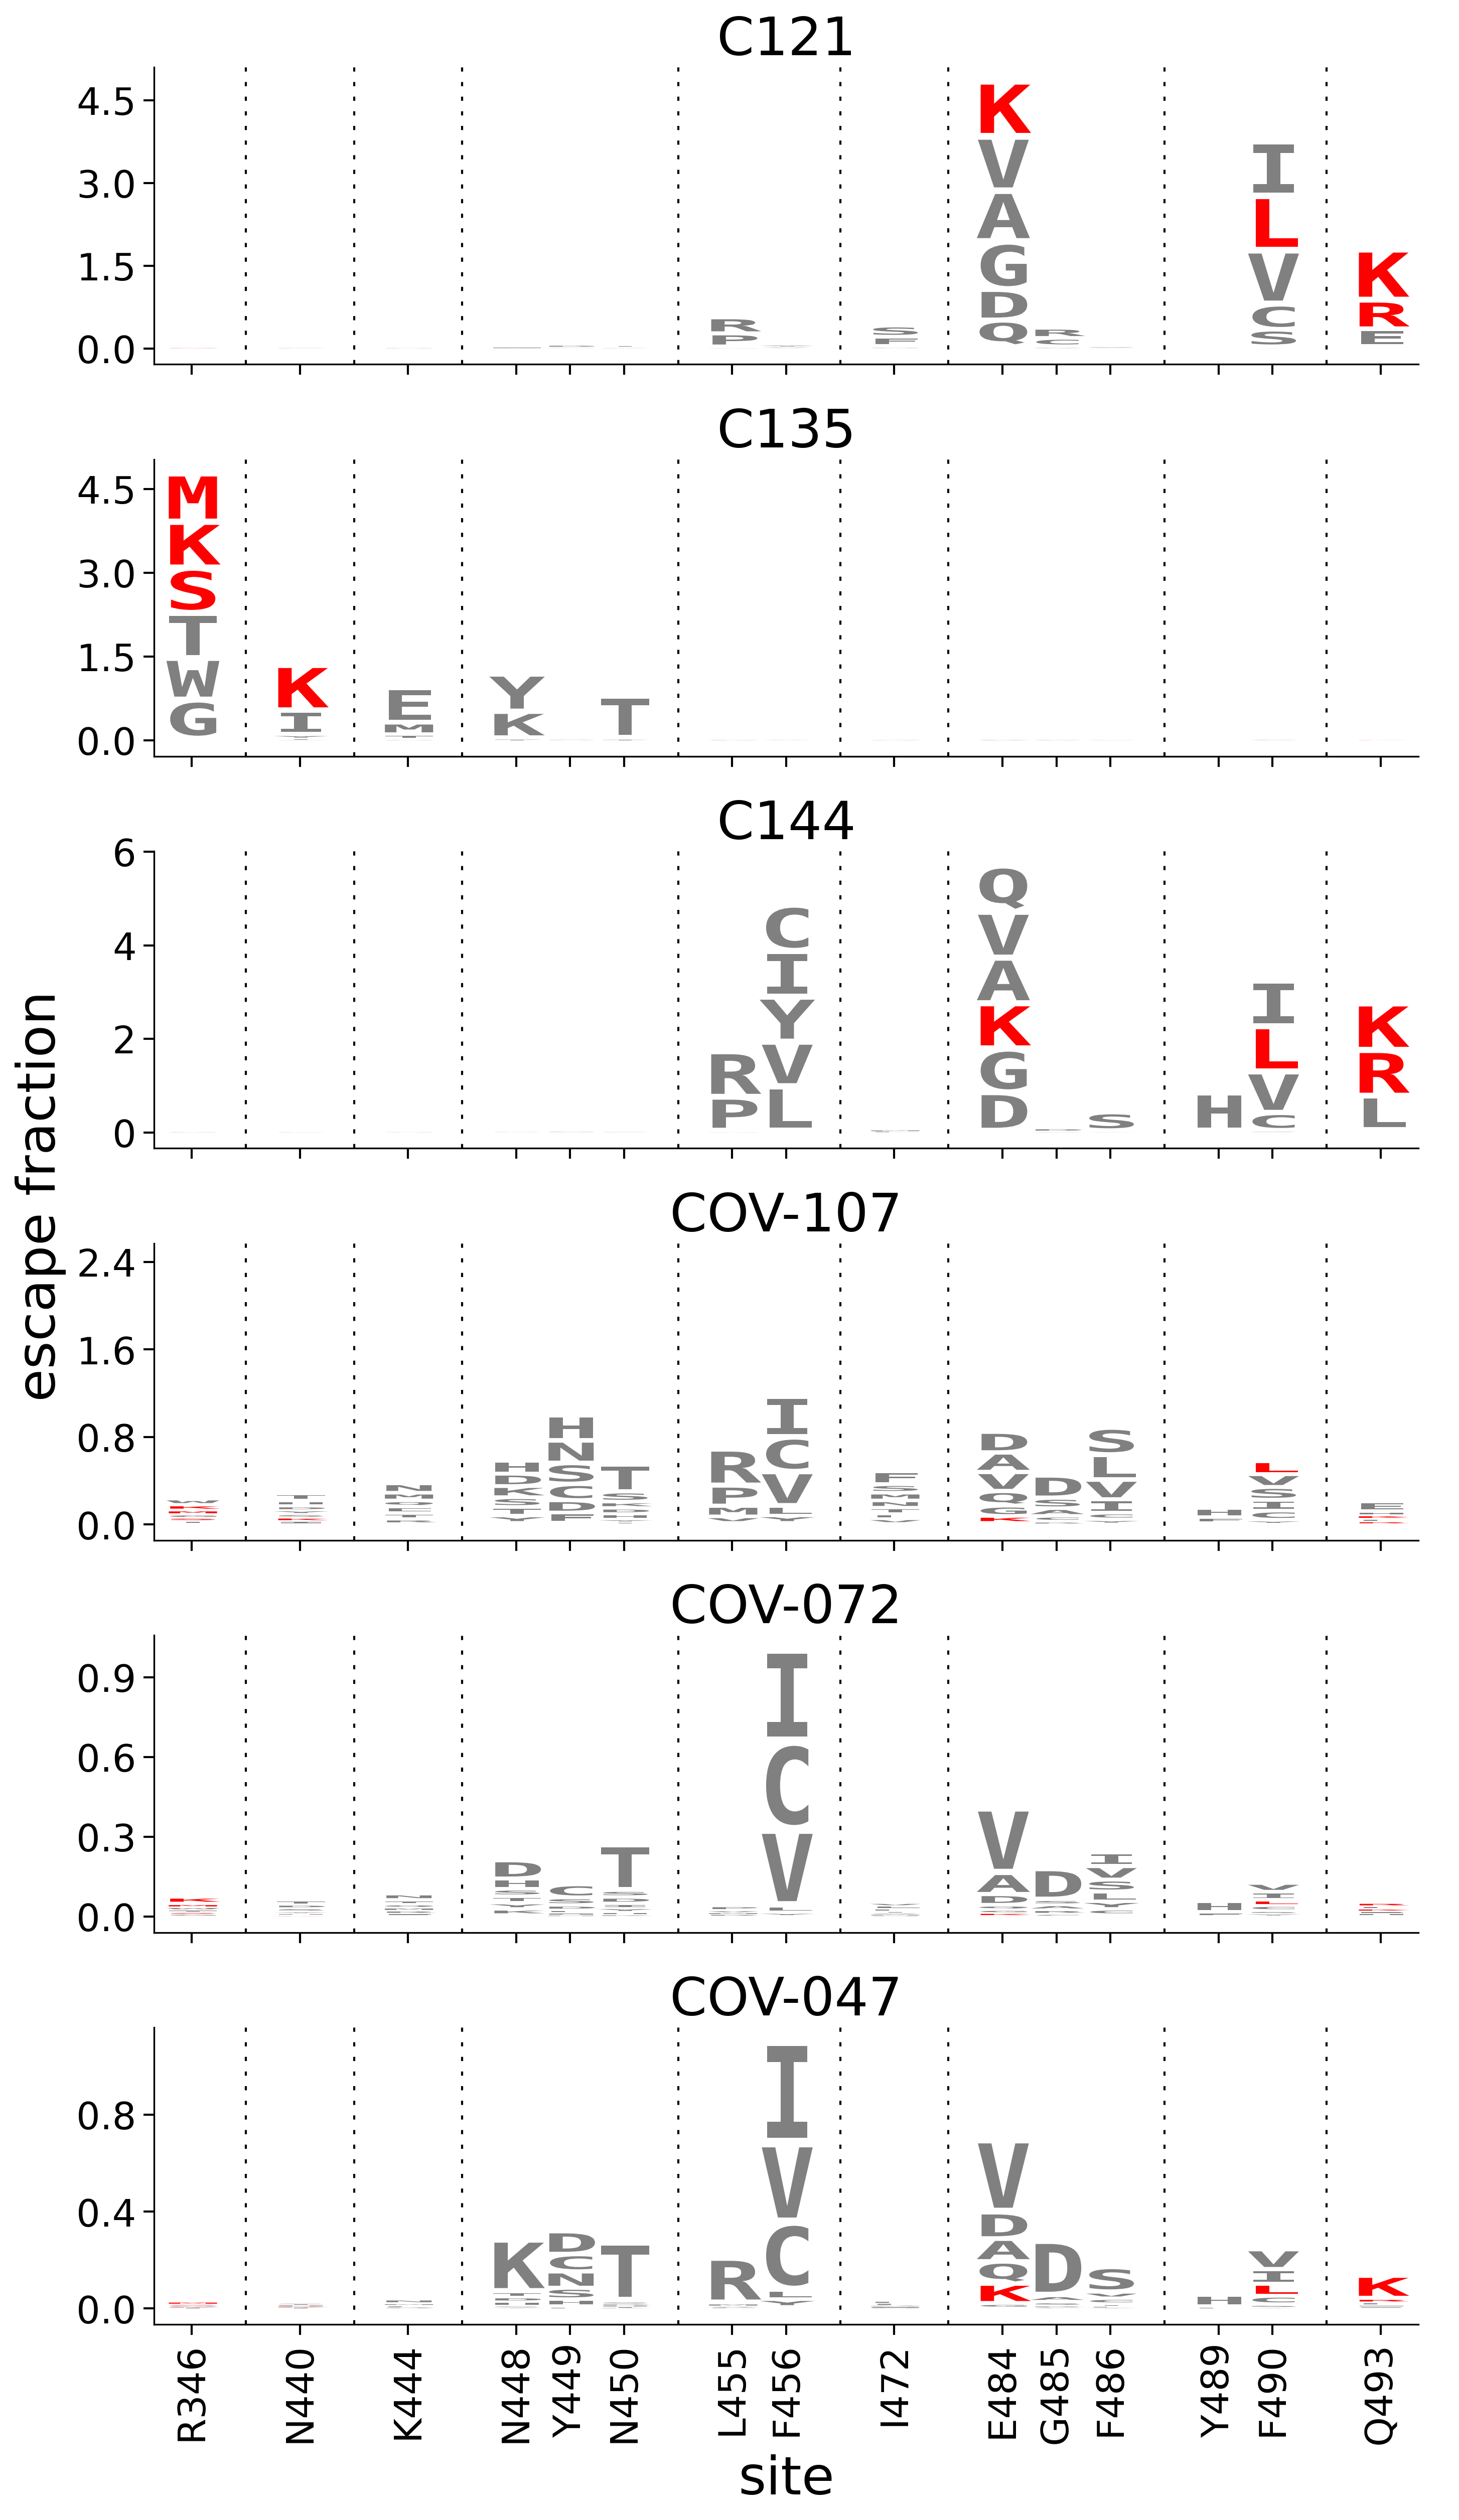 C121
4.5
3.0
1.5
0.0
K
V
A
G
D
Q
I
L
V
C
S
K
R
E
R
P
S
F
R
C
C135
4.5
3.0
1.5
0.0
M
K
S
T
W
G
K
I
E
M
Y
K
T
C144
6
4
2
0
R
P
C
I
Y
V
L
Q
V
A
K
G
D
S
H
I
L
V
C
K
R
L
escape fraction
COV-107
2.4
1.6
0.8
0.0
H
D
K
S
H
N
S
C
D
F
T
R
P
M
I
C
V
L
D
A
V
Q
G
K
D
S
A
S
L
V
I
H
L
V
S
I
C
COV-072
0.9
0.6
0.3
0.0
D
H
C
T
I
C
V
L
V
A
D
D
I
V
S
L
H
COV-047
0.8
0.4
0.0
K
D
C
N
S
H
T
R
I
V
C
L
V
D
A
Q
K
D
S
H
V
I
L
K
R346 N440 K444 N448 Y449 N450 L455 F456 I472 E484 G485 F486 Y489 F490 Q493
site